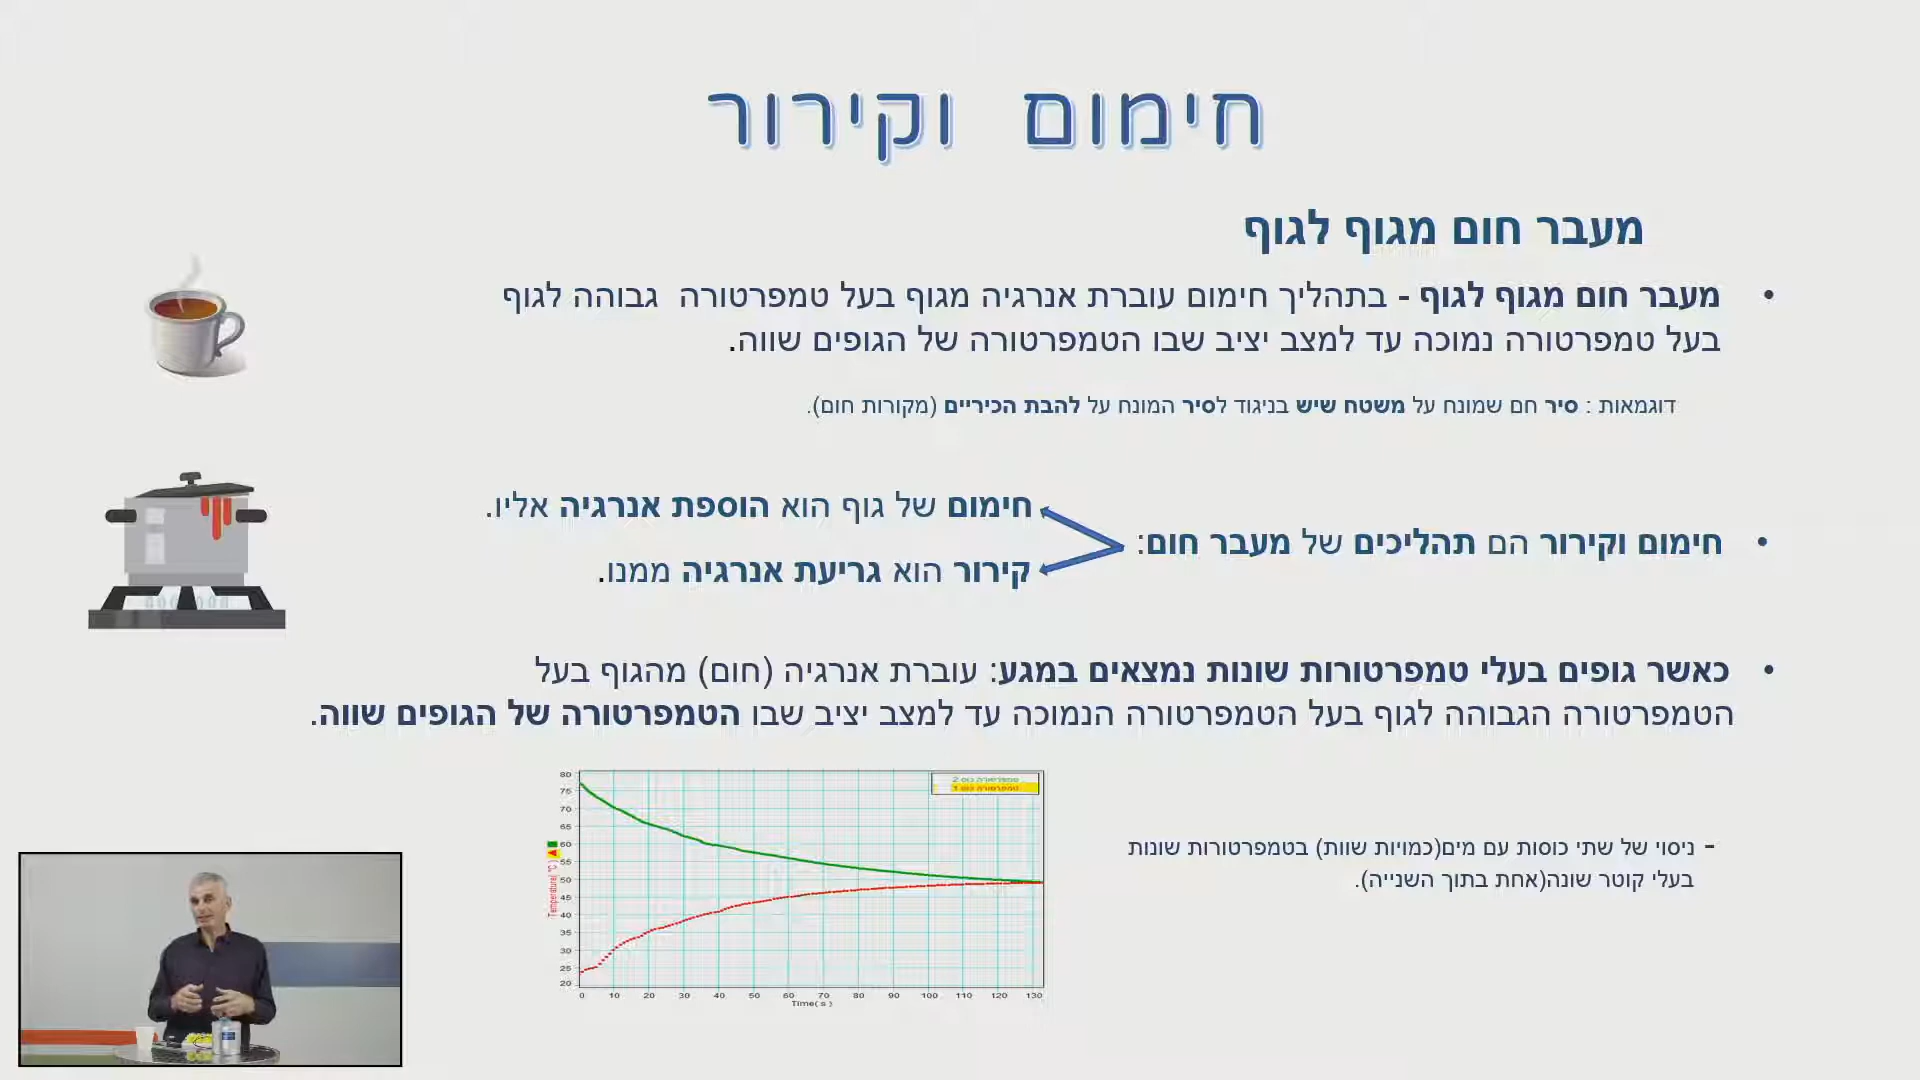 חימום וקירור
מעבר חום מגוף לגוף
• מעבר חום מגוף לגוף - בתהליך חימום עוברת אנרגיה מגוף בעל טמפרטורה גבוהה לגוף
בעל טמפרטורה נמוכה עד למצב יציב שבו הטמפרטורה של הגופים שווה.
דוגמאות : סיר חם שמונח על משטח שיש בניגוד לסיר המונח על להבת הכיריים (מקורות חום).
• חימום וקירור הם תהליכים של מעבר חום:
חימום של גוף הוא הוספת אנרגיה אליו.
קירור הוא גריעת אנרגיה ממנו.
• כאשר גופים בעלי טמפרטורות שונות נמצאים במגע: עוברת אנרגיה (חום) מהגוף בעל
הטמפרטורה הגבוהה לגוף בעל הטמפרטורה הנמוכה עד למצב יציב שבו הטמפרטורה של הגופים שווה.
- ניסוי של שתי כוסות עם מים(כמויות שוות) בטמפרטורות שונות
בעלי קוטר שונה(אחת בתוך השנייה).
טמפרטורה כוס 2
טמפרטורה כוס 1
80
75
70
65
60
55
50
45
40
35
30
25
20
Temperature( °C )
0 10 20 30 40 50 60 70 80 90 100 110 120 130
Time( s )